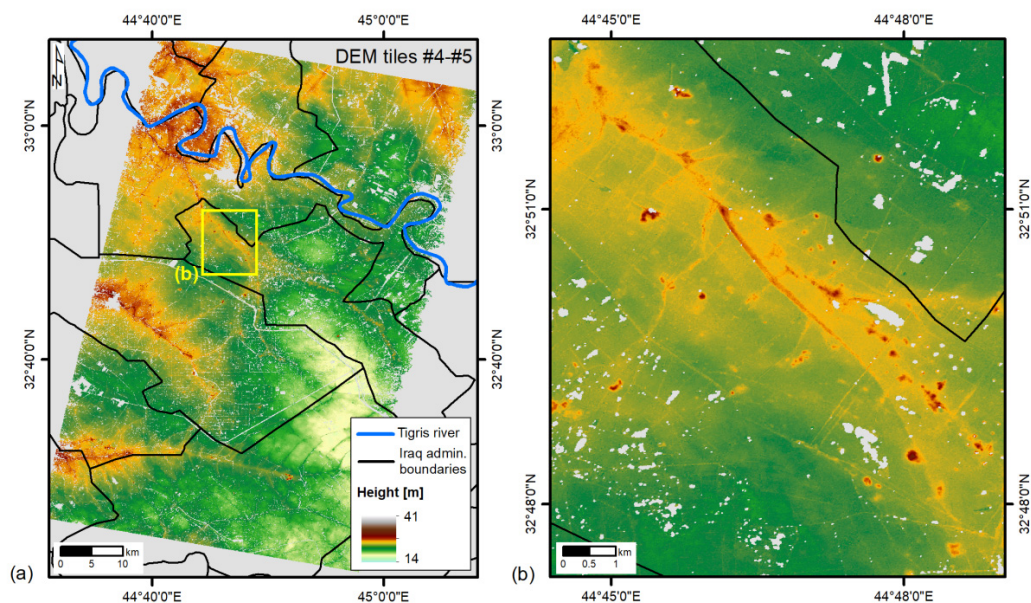 44°40'0"E 45°0'0"E 44°45'0"E 44°48'0"E
DEM tiles #4-#5
N
33°0'0"N 33°0'0"N
32°51'0"N 32°51'0"N
(b)
32°40'0"N 32°40'0"N
Tigris river
Iraq admin.
boundaries
Height [m]
41
14
32°48'0"N 32°48'0"N
km
0 5 10
km
0 0.5 1
(a) (b)
44°40'0"E 45°0'0"E 44°45'0"E 44°48'0"E